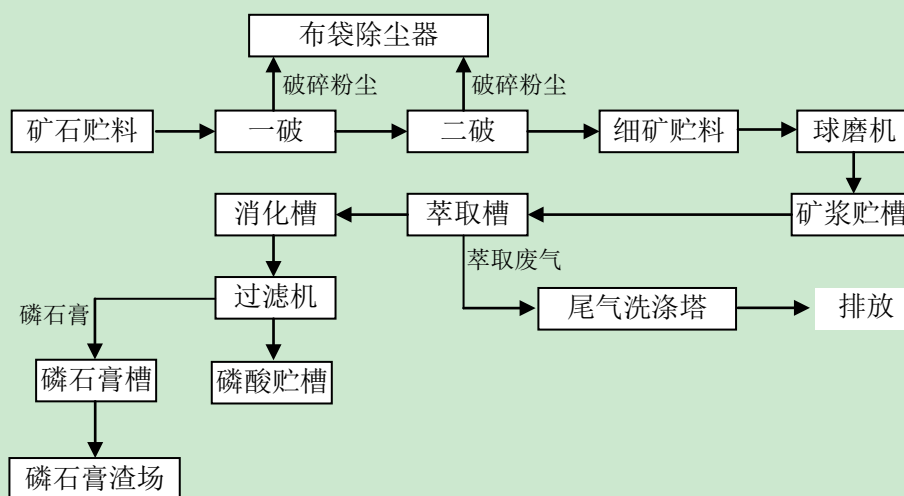 布袋除尘器
破碎粉尘
破碎粉尘
矿石贮料
一破
二破
细矿贮料
球磨机
消化槽
萃取槽
矿浆贮槽
萃取废气
过滤机
磷石膏
尾气洗涤塔
排放
磷石膏槽
磷酸贮槽
磷石膏渣场